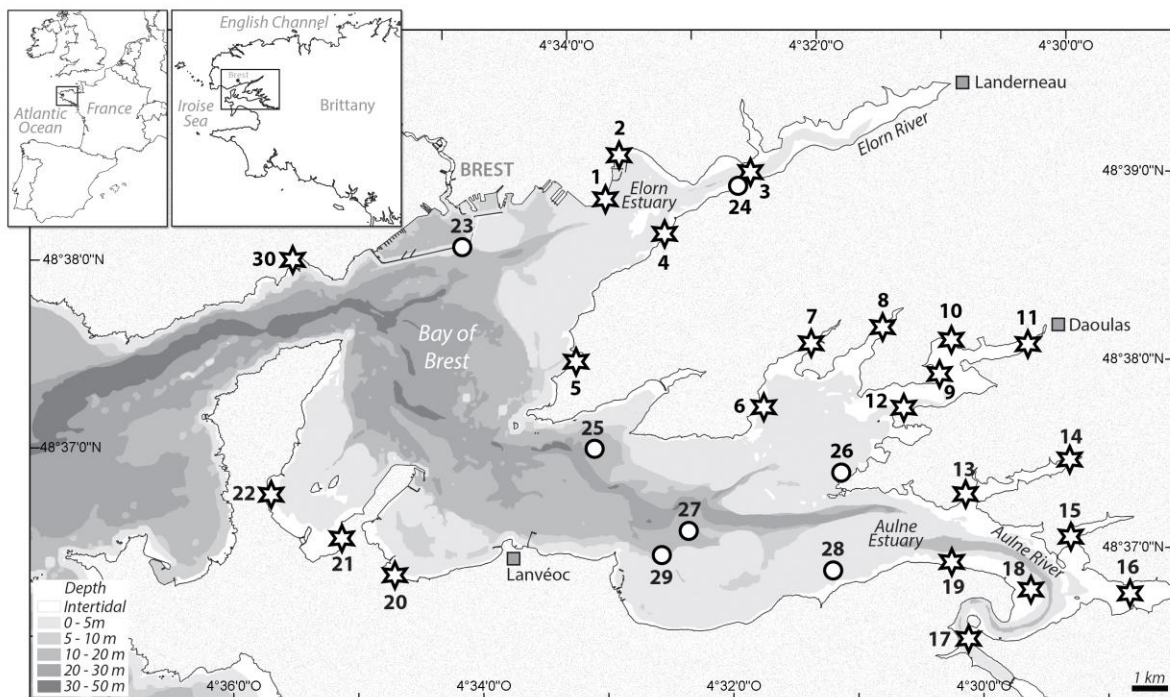 English Channel
Brest
Iroise
Sea
Brittany
Atlantic
Ocean
France
4°34'0"O
4°32'0"O
4°30'0"O
Landerneau
Elorn River
BREST
2
1
Elorn
Estuary
3
24
4
48°39'0"N
23
30
48°38'0"N
Bay of
Brest
7
8
10
11
Daoulas
48°38'0"N
5
9
6
12
48°37'0"N
25
26
14
13
22
27
15
Aulne
Estuary
Aulne River
48°37'0"N
21
29
28
18
16
Lanvéoc
19
20
17
Depth
Intertidal
0 - 5m
5 - 10 m
10 - 20 m
20 - 30 m
30 - 50 m
1 km
4°36'0"O
4°34'0"O
4°32'0"O
4°30'0"O